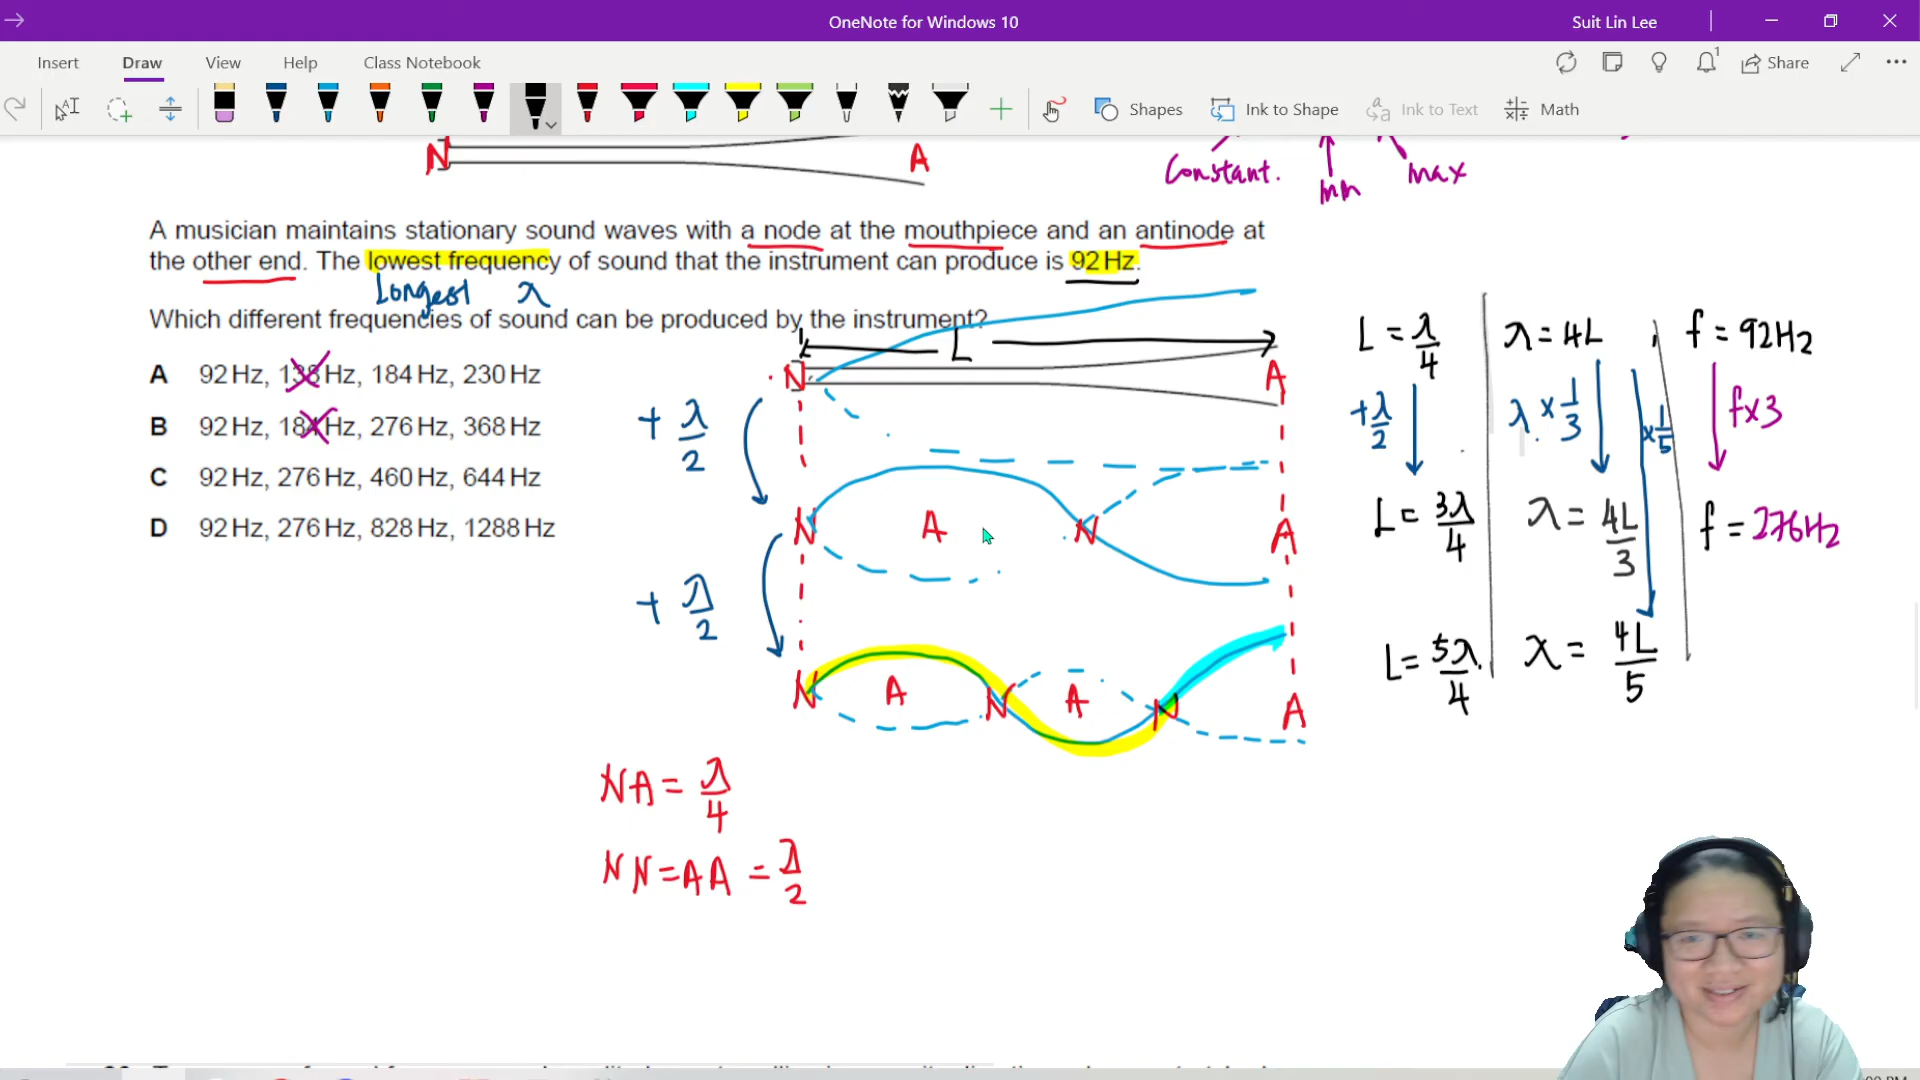 OneNote for Windows 10
Suit Lin Lee
Insert
Draw
View
Help
Class Notebook
1
Share
Shapes
Ink to Shape
Ink to Text
Math
N
A
Constant.
min
max
A musician maintains stationary sound waves with a node at the mouthpiece and an antinode at
the other end. The lowest frequency of sound that the instrument can produce is 92 Hz.
Longest λ
Which different frequencies of sound can be produced by the instrument?
A 92 Hz, 138 Hz, 184 Hz, 230 Hz
B 92 Hz, 184 Hz, 276 Hz, 368 Hz
C 92 Hz, 276 Hz, 460 Hz, 644 Hz
D 92 Hz, 276 Hz, 828 Hz, 1288 Hz
L
N A
+ λ/2
N A N A
+ λ/2
N A N A N A
NA = λ/4
NN = AA = λ/2
L = λ/4
λ = 4L
f = 92Hz
+ λ/2
λ × 1/3
× 1/5
f×3
L = 3λ/4
λ = 4L/3
f = 276Hz
L = 5λ/4
λ = 4L/5